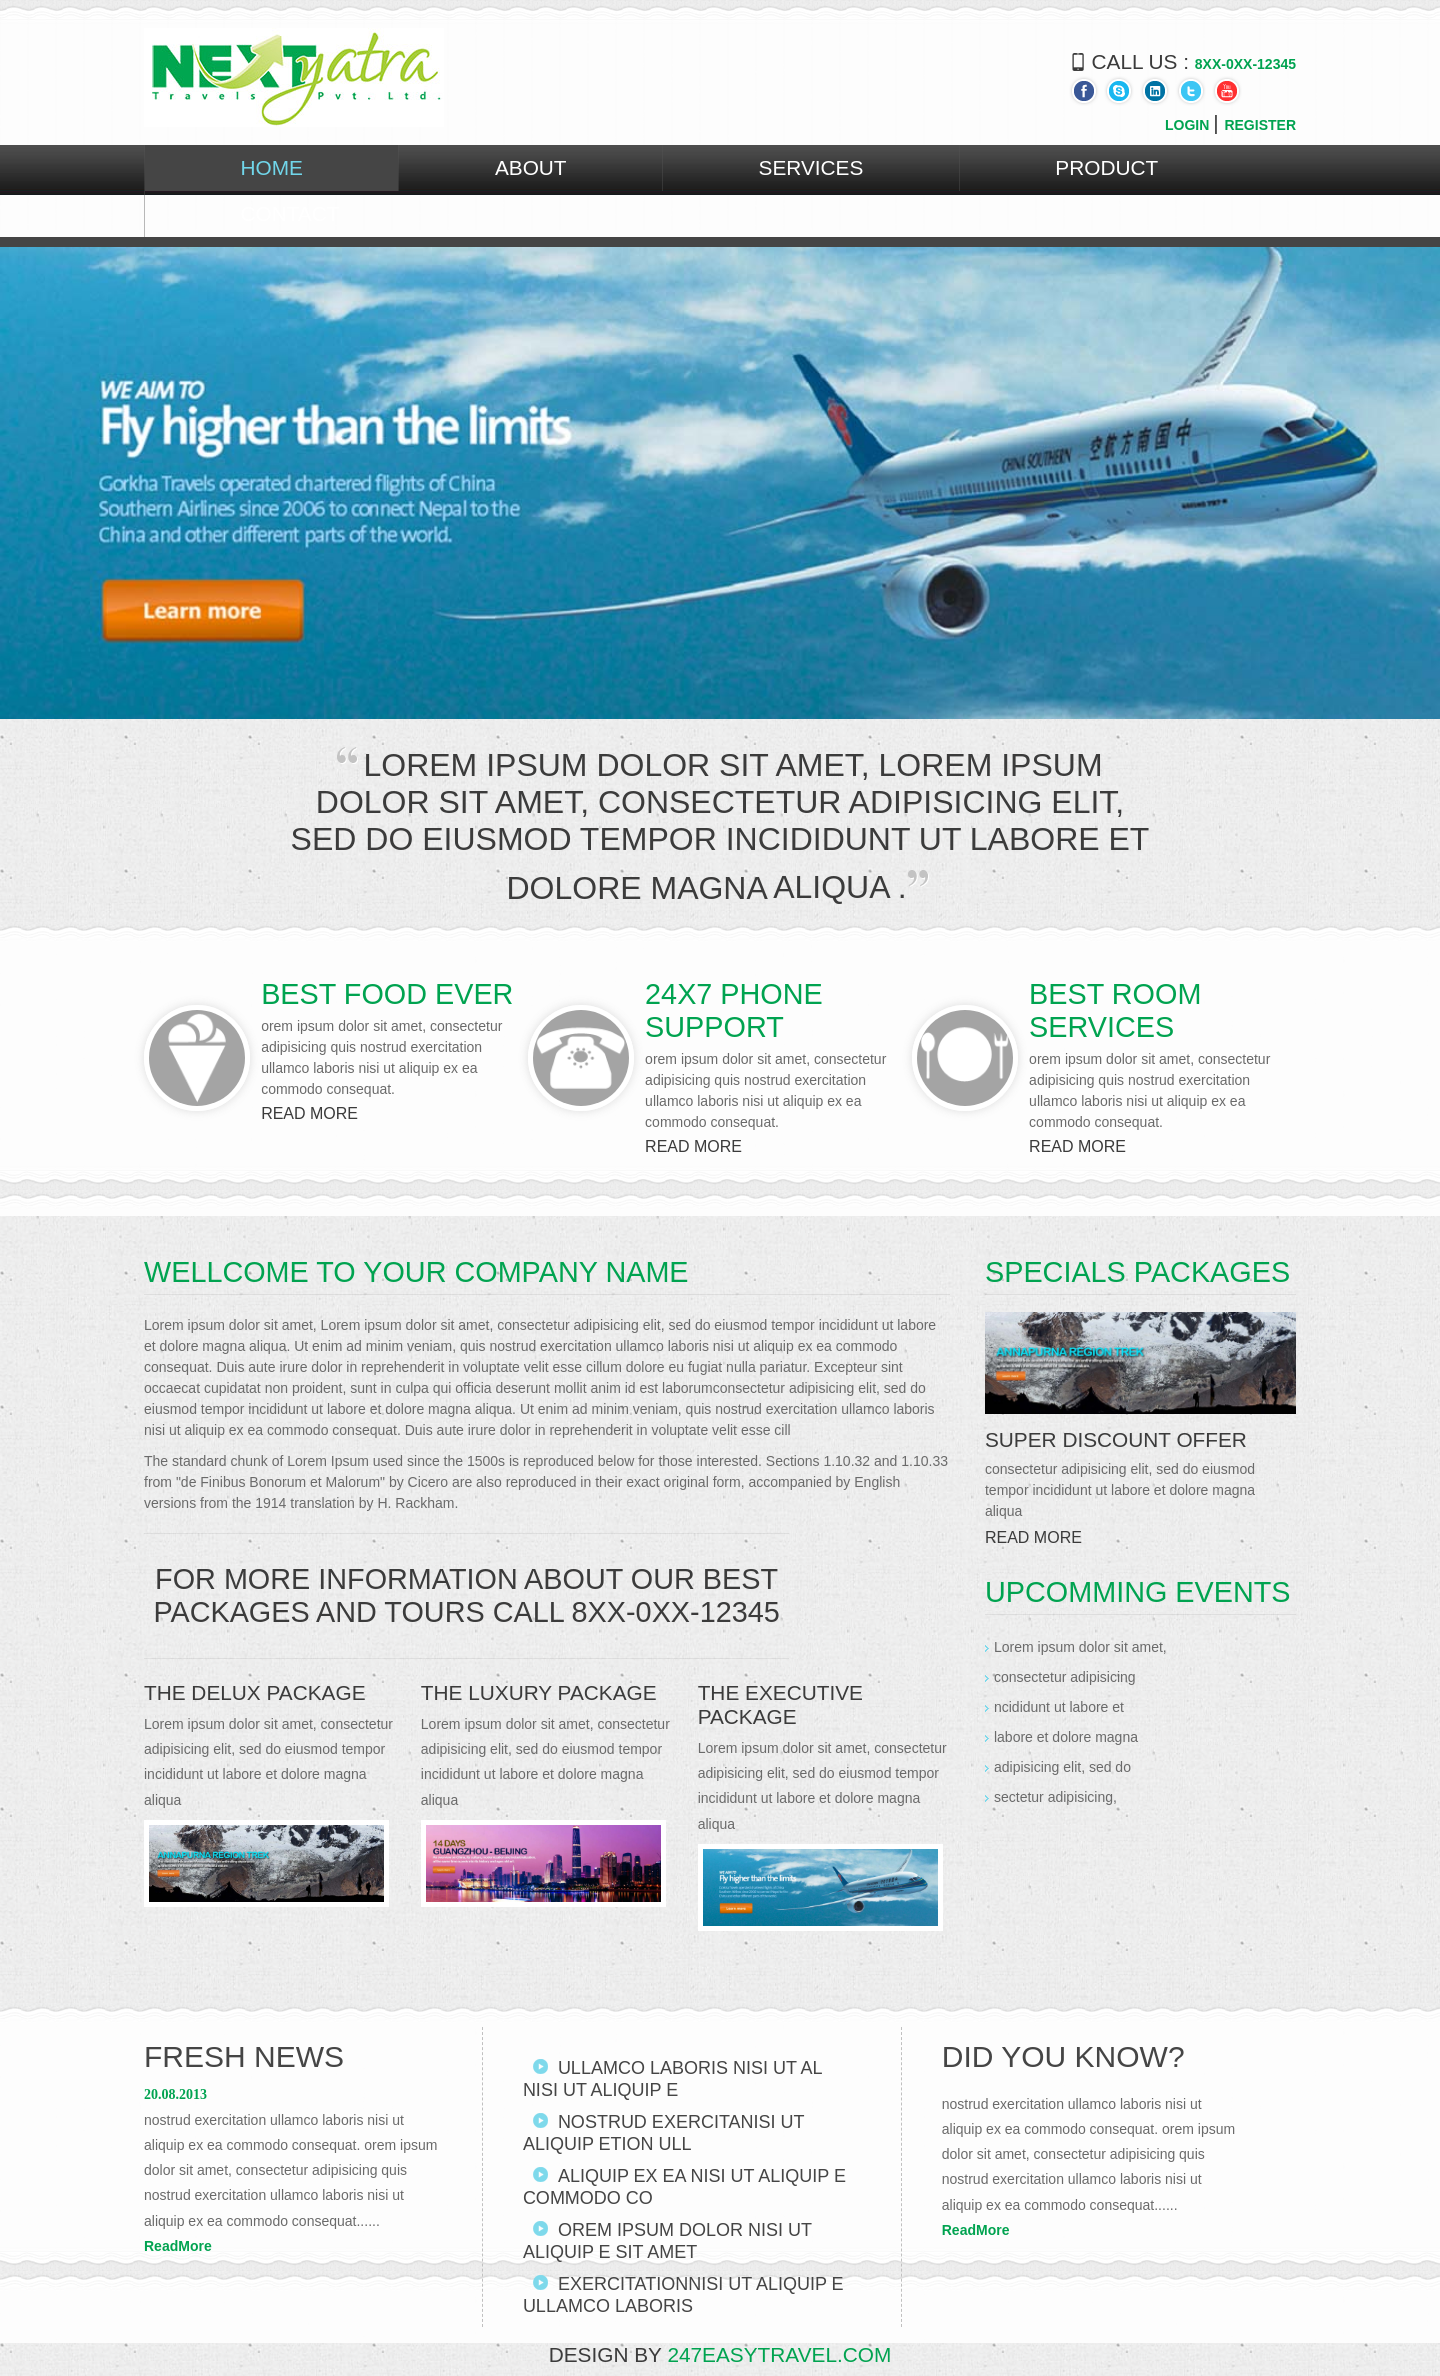 NEXT yatra
Travels Pvt. Ltd.
CALL US : 8XX-0XX-12345
LOGIN | REGISTER
HOME
ABOUT
SERVICES
PRODUCT
WE AIM TO
Fly higher than the limits
Gorkha Travels operated chartered flights of China
Southern Airlines since 2006 to connect Nepal to the
China and other different parts of the world.
Learn more
CHINA SOUTHERN 空航方南国中
“ LOREM IPSUM DOLOR SIT AMET, LOREM IPSUM
DOLOR SIT AMET, CONSECTETUR ADIPISICING ELIT,
SED DO EIUSMOD TEMPOR INCIDIDUNT UT LABORE ET
DOLORE MAGNA ALIQUA .”
BEST FOOD EVER
orem ipsum dolor sit amet, consectetur
adipisicing quis nostrud exercitation
ullamco laboris nisi ut aliquip ex ea
commodo consequat.
READ MORE
24X7 PHONE
SUPPORT
orem ipsum dolor sit amet, consectetur
adipisicing quis nostrud exercitation
ullamco laboris nisi ut aliquip ex ea
commodo consequat.
READ MORE
BEST ROOM
SERVICES
orem ipsum dolor sit amet, consectetur
adipisicing quis nostrud exercitation
ullamco laboris nisi ut aliquip ex ea
commodo consequat.
READ MORE
WELLCOME TO YOUR COMPANY NAME
Lorem ipsum dolor sit amet, Lorem ipsum dolor sit amet, consectetur adipisicing elit, sed do eiusmod tempor incididunt ut labore
et dolore magna aliqua. Ut enim ad minim veniam, quis nostrud exercitation ullamco laboris nisi ut aliquip ex ea commodo
consequat. Duis aute irure dolor in reprehenderit in voluptate velit esse cillum dolore eu fugiat nulla pariatur. Excepteur sint
occaecat cupidatat non proident, sunt in culpa qui officia deserunt mollit anim id est laborumconsectetur adipisicing elit, sed do
eiusmod tempor incididunt ut labore et dolore magna aliqua. Ut enim ad minim veniam, quis nostrud exercitation ullamco laboris
nisi ut aliquip ex ea commodo consequat. Duis aute irure dolor in reprehenderit in voluptate velit esse cill
The standard chunk of Lorem Ipsum used since the 1500s is reproduced below for those interested. Sections 1.10.32 and 1.10.33
from "de Finibus Bonorum et Malorum" by Cicero are also reproduced in their exact original form, accompanied by English
versions from the 1914 translation by H. Rackham.
FOR MORE INFORMATION ABOUT OUR BEST
PACKAGES AND TOURS CALL 8XX-0XX-12345
THE DELUX PACKAGE
Lorem ipsum dolor sit amet, consectetur
adipisicing elit, sed do eiusmod tempor
incididunt ut labore et dolore magna
aliqua
ANNAPURNA REGION TREK
THE LUXURY PACKAGE
Lorem ipsum dolor sit amet, consectetur
adipisicing elit, sed do eiusmod tempor
incididunt ut labore et dolore magna
aliqua
14 DAYS
GUANGZHOU - BEIJING
THE EXECUTIVE
PACKAGE
Lorem ipsum dolor sit amet, consectetur
adipisicing elit, sed do eiusmod tempor
incididunt ut labore et dolore magna
aliqua
WE AIM TO
Fly higher than the limits
SPECIALS PACKAGES
ANNAPURNA REGION TREK
SUPER DISCOUNT OFFER
consectetur adipisicing elit, sed do eiusmod
tempor incididunt ut labore et dolore magna
aliqua
READ MORE
UPCOMMING EVENTS
Lorem ipsum dolor sit amet,
consectetur adipisicing
ncididunt ut labore et
labore et dolore magna
adipisicing elit, sed do
sectetur adipisicing,
FRESH NEWS
20.08.2013
nostrud exercitation ullamco laboris nisi ut
aliquip ex ea commodo consequat. orem ipsum
dolor sit amet, consectetur adipisicing quis
nostrud exercitation ullamco laboris nisi ut
aliquip ex ea commodo consequat......
ReadMore
ULLAMCO LABORIS NISI UT AL
NISI UT ALIQUIP E
NOSTRUD EXERCITANISI UT
ALIQUIP ETION ULL
ALIQUIP EX EA NISI UT ALIQUIP E
COMMODO CO
OREM IPSUM DOLOR NISI UT
ALIQUIP E SIT AMET
EXERCITATIONNISI UT ALIQUIP E
ULLAMCO LABORIS
DID YOU KNOW?
nostrud exercitation ullamco laboris nisi ut
aliquip ex ea commodo consequat. orem ipsum
dolor sit amet, consectetur adipisicing quis
nostrud exercitation ullamco laboris nisi ut
aliquip ex ea commodo consequat......
ReadMore
DESIGN BY 247EASYTRAVEL.COM